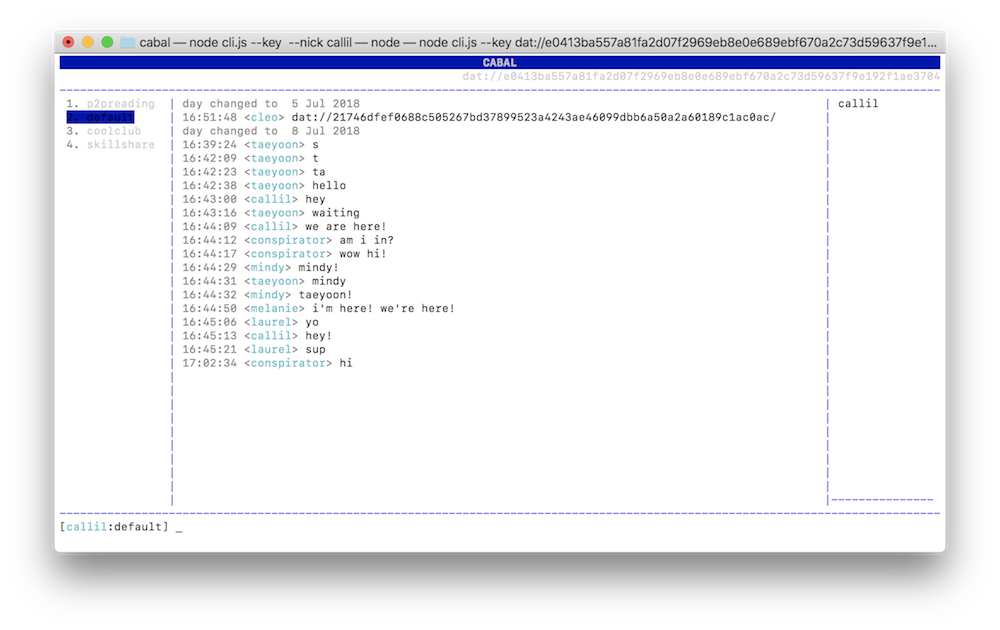 cabal — node cli.js --key  --nick callil — node — node cli.js --key dat://e0413ba557a81fa2d07f2969eb8e0e689ebf670a2c73d59637f9e1...
CABAL
dat://e0413ba557a81fa2d07f2969eb8e0e689ebf670a2c73d59637f9e192f1ae3704
1. p2preading
2. default
3. coolclub
4. skillshare
day changed to  5 Jul 2018
16:51:48 <cleo> dat://21746dfef0688c505267bd37899523a4243ae46099dbb6a50a2a60189c1ac0ac/
day changed to  8 Jul 2018
16:39:24 <taeyoon> s
16:42:09 <taeyoon> t
16:42:23 <taeyoon> ta
16:42:38 <taeyoon> hello
16:43:00 <callil> hey
16:43:16 <taeyoon> waiting
16:44:09 <callil> we are here!
16:44:12 <conspirator> am i in?
16:44:17 <conspirator> wow hi!
16:44:29 <mindy> mindy!
16:44:31 <taeyoon> mindy
16:44:32 <mindy> taeyoon!
16:44:50 <melanie> i'm here! we're here!
16:45:06 <laurel> yo
16:45:13 <callil> hey!
16:45:21 <laurel> sup
17:02:34 <conspirator> hi
callil
[callil:default] _